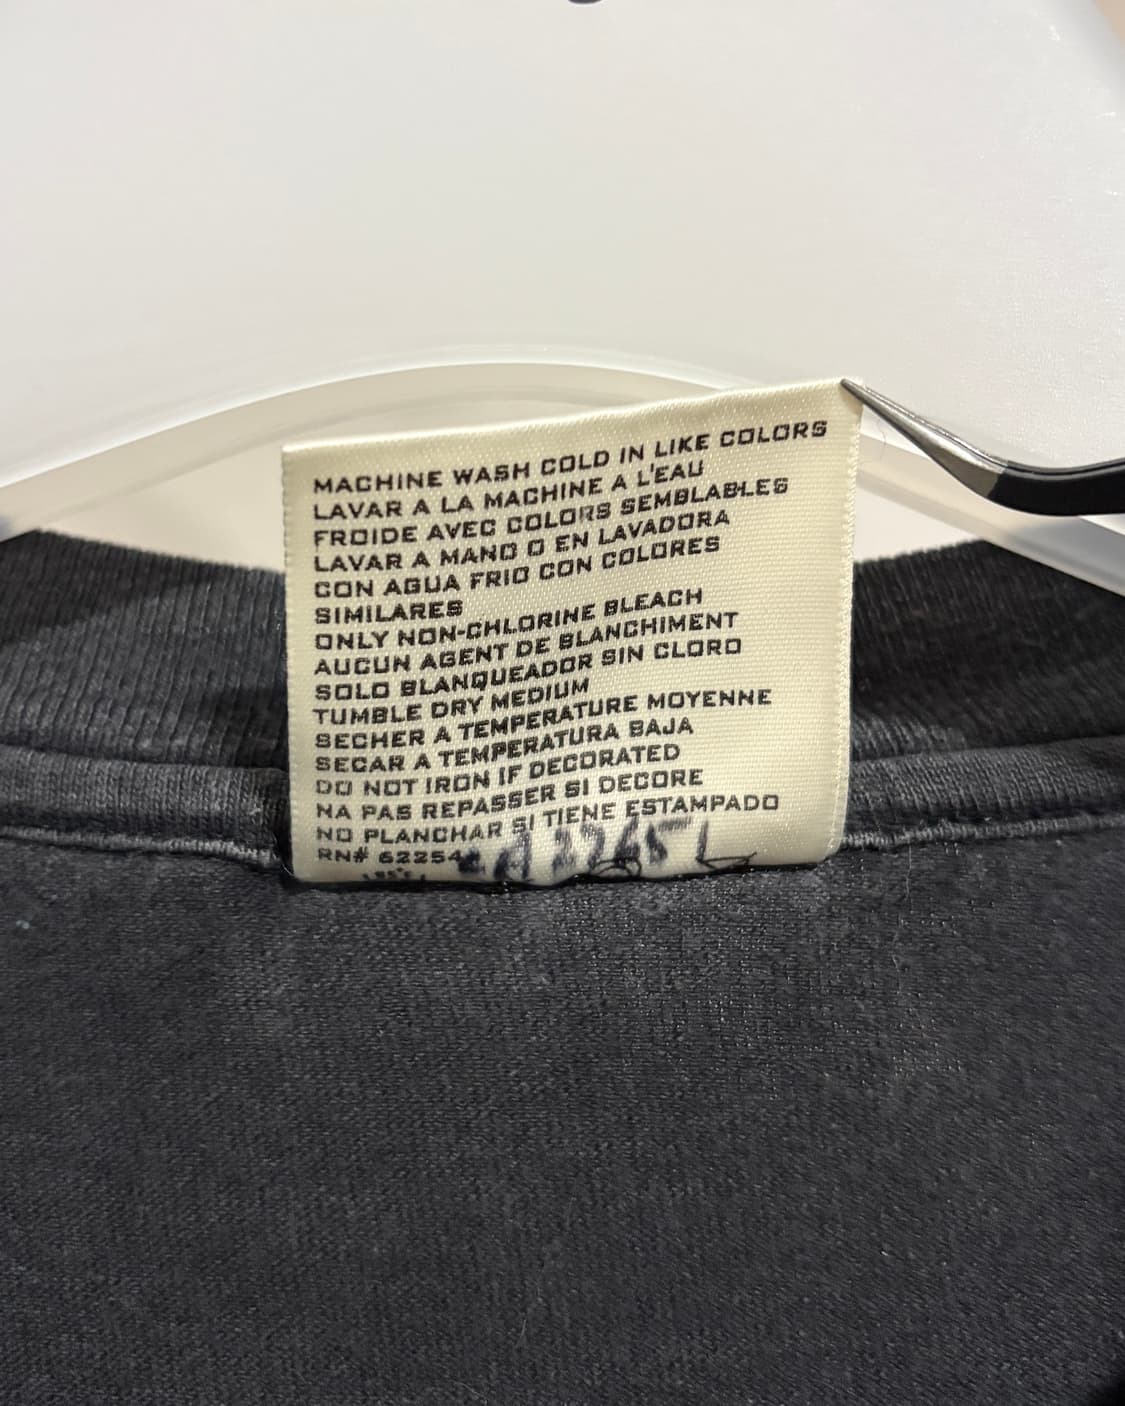 MACHINE WASH COLD IN LIKE COLORS
LAVAR A LA MACHINE A L'EAU
FROIDE AVEC COLORS SEMBLABLES
LAVAR A MANO O EN LAVADORA
CON AGUA FRIO CON COLORES
SIMILARES
ONLY NON-CHLORINE BLEACH
AUCUN AGENT DE BLANCHIMENT
SOLO BLANQUEADOR SIN CLORO
TUMBLE DRY MEDIUM
SECHER A TEMPERATURE MOYENNE
SECAR A TEMPERATURA BAJA
DO NOT IRON IF DECORATED
NA PAS REPASSER SI DECORE
NO PLANCHAR SI TIENE ESTAMPADO
RN# 62254